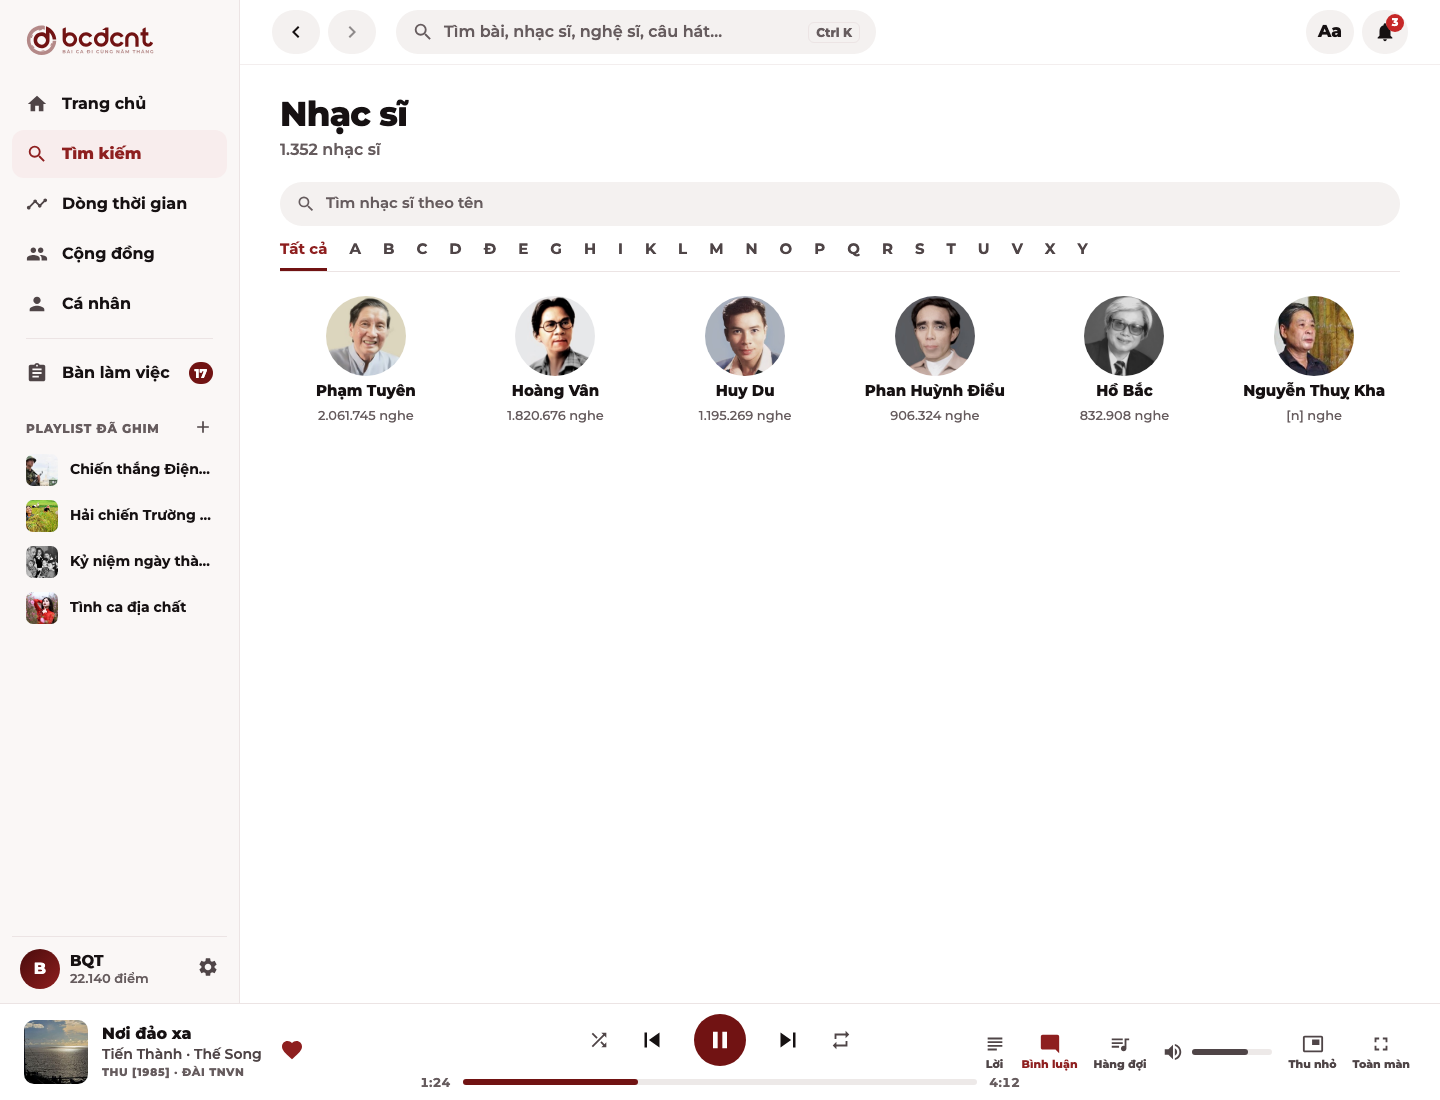 bcdcnt
BÀI CA ĐI CÙNG NĂM THÁNG
Trang chủ
Tìm kiếm
Dòng thời gian
Cộng đồng
Cá nhân
Bàn làm việc 17
PLAYLIST ĐÃ GHIM
Chiến thắng Điện...
Hải chiến Trường ...
Kỷ niệm ngày thà...
Tình ca địa chất
B
BQT
22.140 điểm
Tìm bài, nhạc sĩ, nghệ sĩ, câu hát... Ctrl K
Aa
3
Nhạc sĩ
1.352 nhạc sĩ
Tìm nhạc sĩ theo tên
Tất cả A B C D Đ E G H I K L M N O P Q R S T U V X Y
Phạm Tuyên Hoàng Vân Huy Du Phan Huỳnh Điểu Hồ Bắc Nguyễn Thuỵ Kha
2.061.745 nghe 1.820.676 nghe 1.195.269 nghe 906.324 nghe 832.908 nghe [n] nghe
Nơi đảo xa
Tiến Thành · Thế Song
THU [1985] · ĐÀI TNVN
1:24 4:12
Lời Bình luận Hàng đợi Thu nhỏ Toàn màn